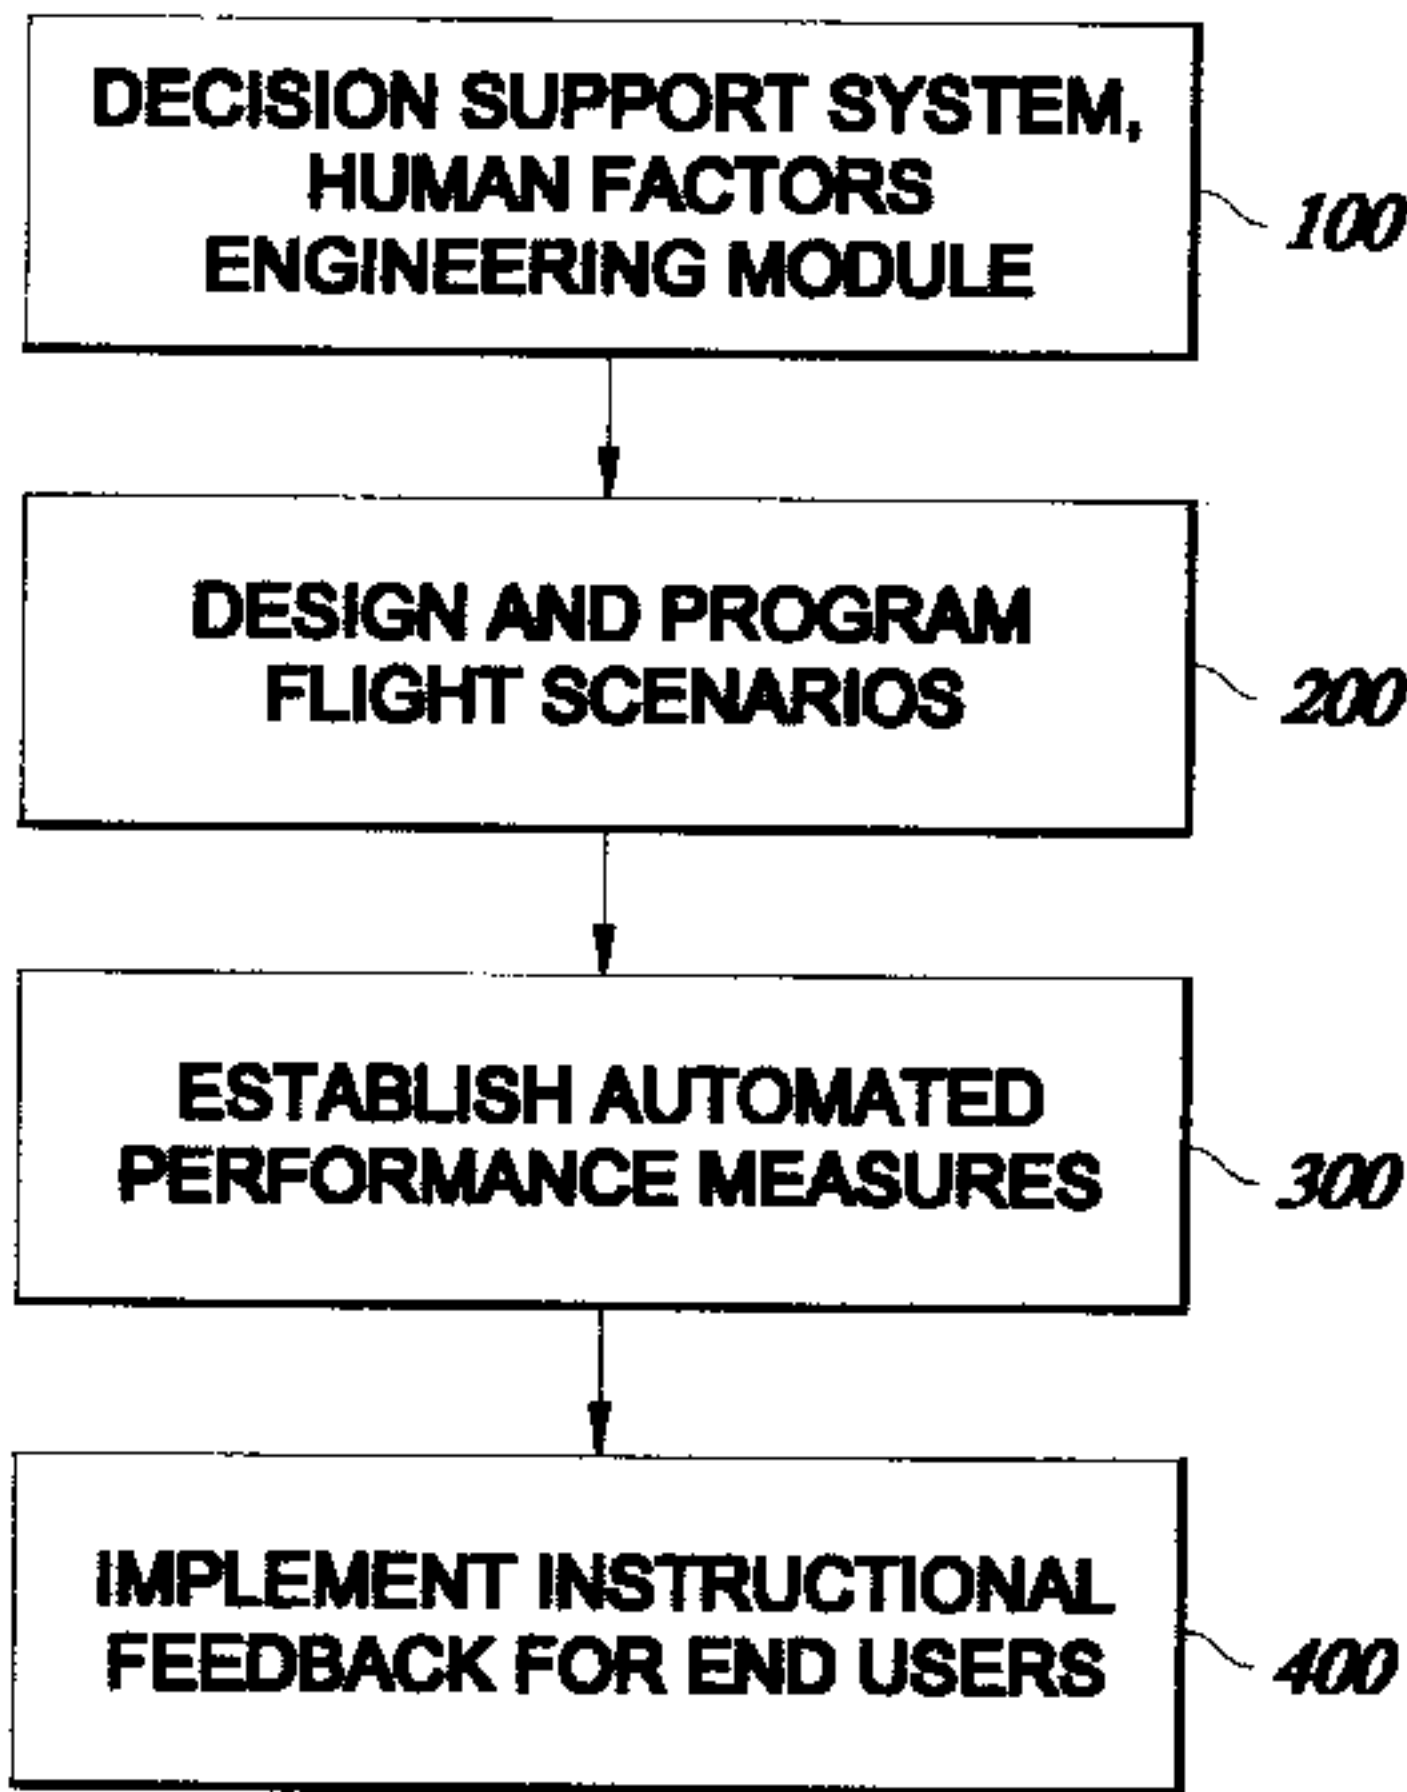 DECISION SUPPORT SYSTEM,
HUMAN FACTORS
ENGINEERING MODULE
100
DESIGN AND PROGRAM
FLIGHT SCENARIOS
200
ESTABLISH AUTOMATED
PERFORMANCE MEASURES
300
IMPLEMENT INSTRUCTIONAL
FEEDBACK FOR END USERS
400